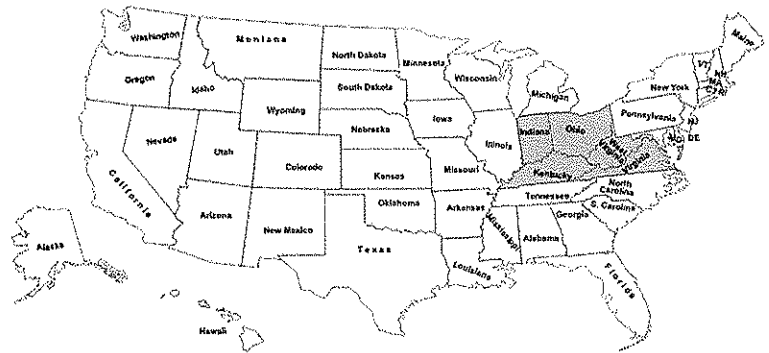 Washington
Montana
North Dakota
Minnesota
Maine
VT
NH
MA
CT RI
New York
Oregon
Idaho
South Dakota
Wisconsin
Michigan
Wyoming
Iowa
Pennsylvania
NJ
Nebraska
Illinois
Indiana
Ohio
MD
DE
Nevada
Utah
Colorado
Kansas
Missouri
West
Virginia
Virginia
Kentucky
California
Arizona
New Mexico
Oklahoma
Arkansas
Tennessee
North
Carolina
S. Carolina
Georgia
Mississippi
Alabama
Texas
Louisiana
Florida
Alaska
Hawaii